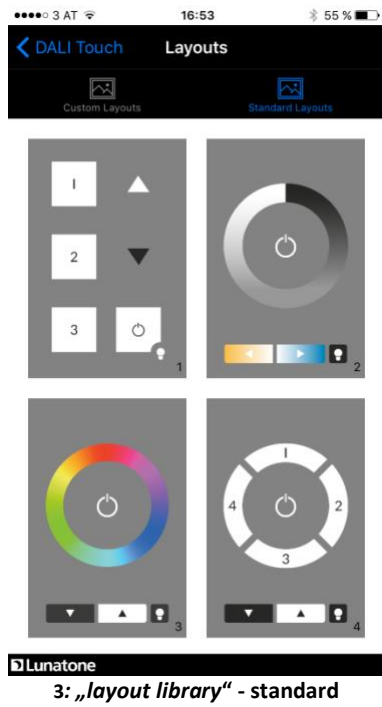 3 AT 16:53 55 %
DALI Touch Layouts
Custom Layouts Standard Layouts
I
2
3
1
2
3
I
4 2
3
4
Lunatone
3: „layout library“ - standard